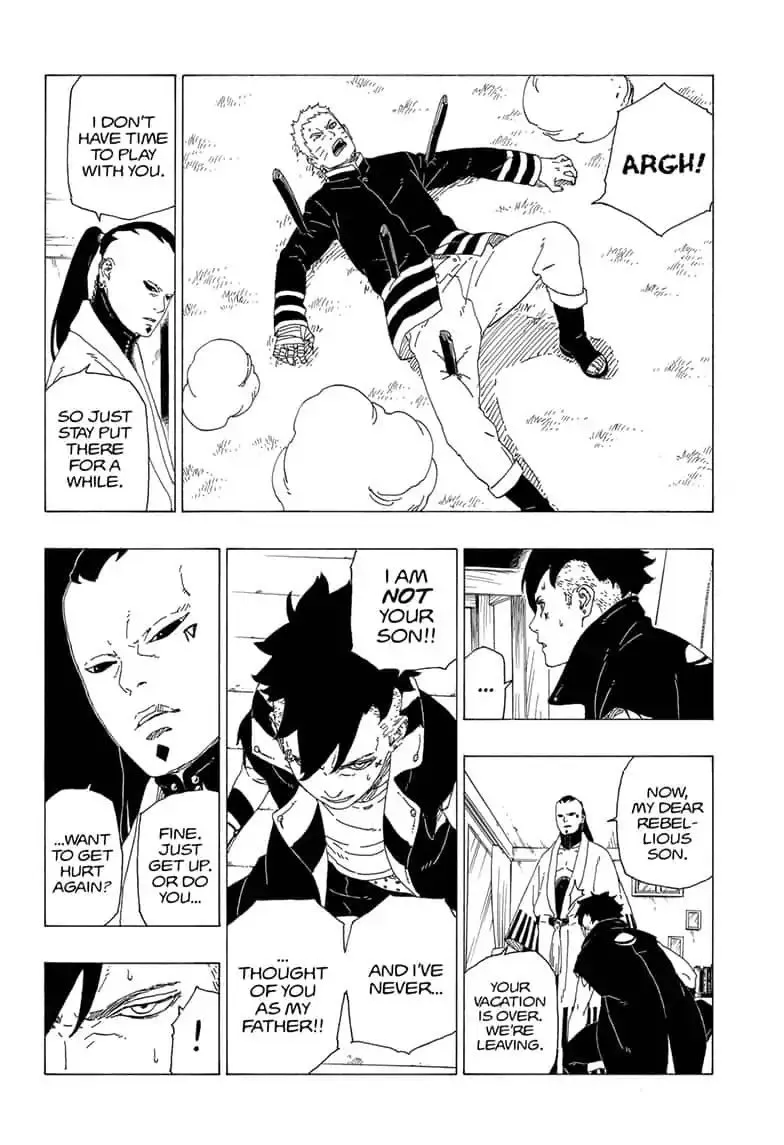 ARGH!
I DON'T
HAVE TIME
TO PLAY
WITH YOU.
SO JUST
STAY PUT
THERE
FOR A
WHILE.
...
NOW,
MY DEAR
REBEL-
LIOUS
SON.
YOUR
VACATION
IS OVER.
WE'RE
LEAVING.
I AM
NOT
YOUR
SON!!
AND I'VE
NEVER...
...
THOUGHT
OF YOU
AS MY
FATHER!!
FINE.
JUST
GET UP.
OR DO
YOU...
...WANT
TO GET
HURT
AGAIN?
!